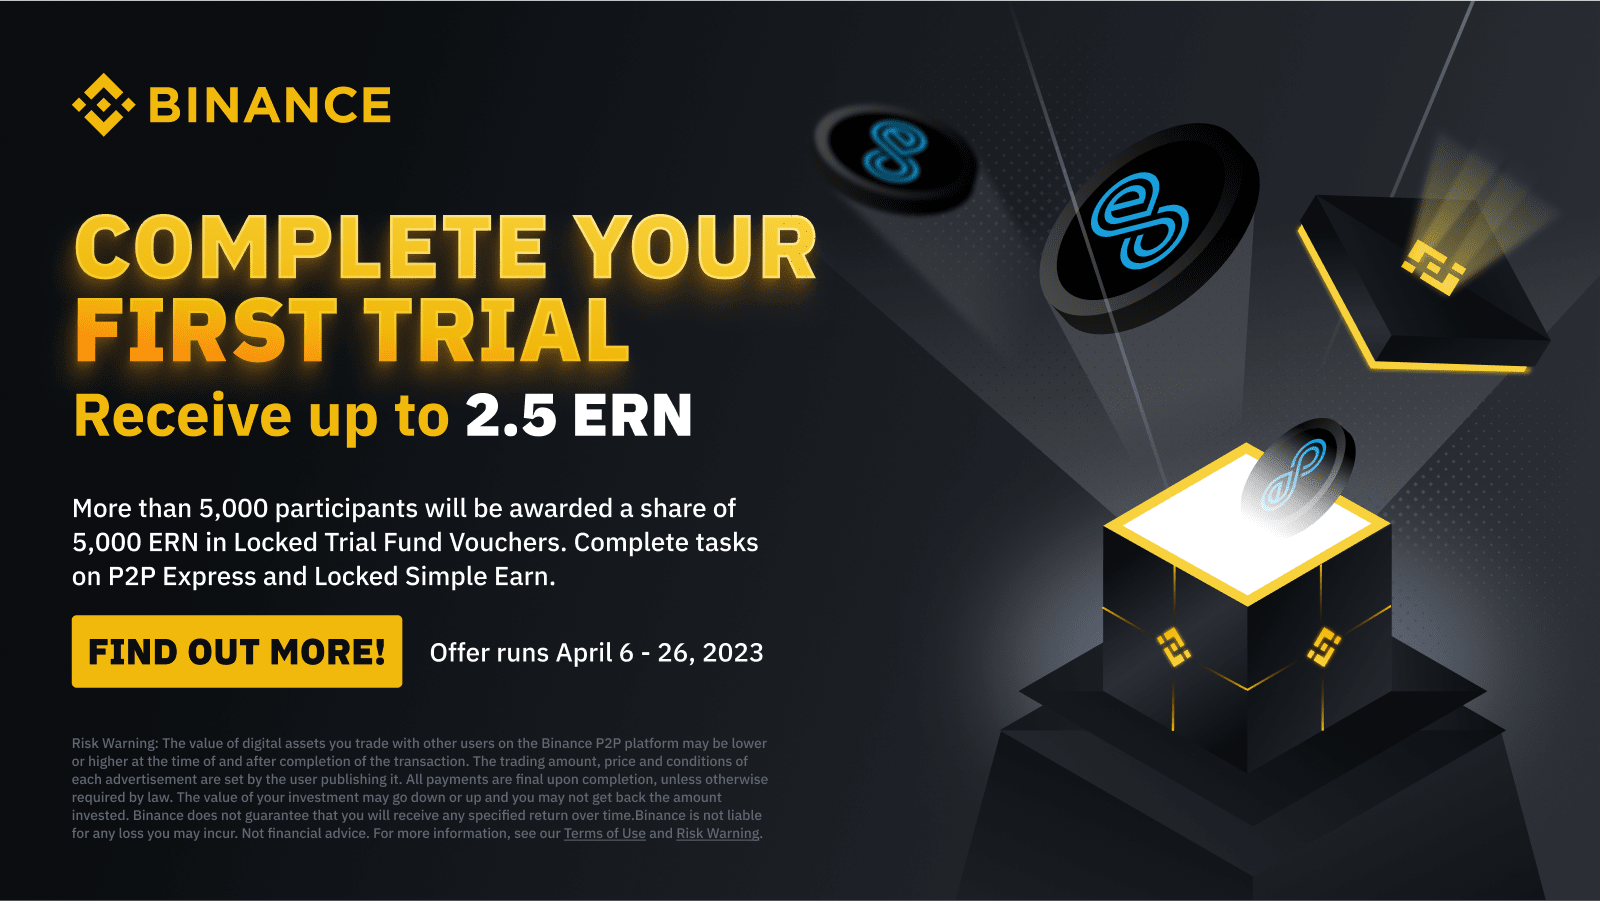 BINANCE
COMPLETE YOUR
FIRST TRIAL
Receive up to 2.5 ERN
More than 5,000 participants will be awarded a share of
5,000 ERN in Locked Trial Fund Vouchers. Complete tasks
on P2P Express and Locked Simple Earn.
FIND OUT MORE!
Offer runs April 6 - 26, 2023
Risk Warning: The value of digital assets you trade with other users on the Binance P2P platform may be lower
or higher at the time of and after completion of the transaction. The trading amount, price and conditions of
each advertisement are set by the user publishing it. All payments are final upon completion, unless otherwise
required by law. The value of your investment may go down or up and you may not get back the amount
invested. Binance does not guarantee that you will receive any specified return over time.Binance is not liable
for any loss you may incur. Not financial advice. For more information, see our Terms of Use and Risk Warning.